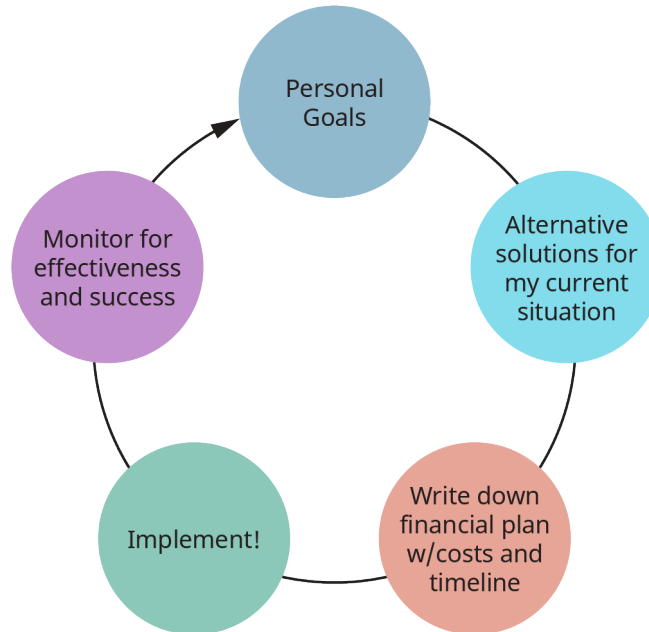 Personal
Goals
Alternative
solutions for
my current
situation
Write down
financial plan
w/costs and
timeline
Implement!
Monitor for
effectiveness
and success